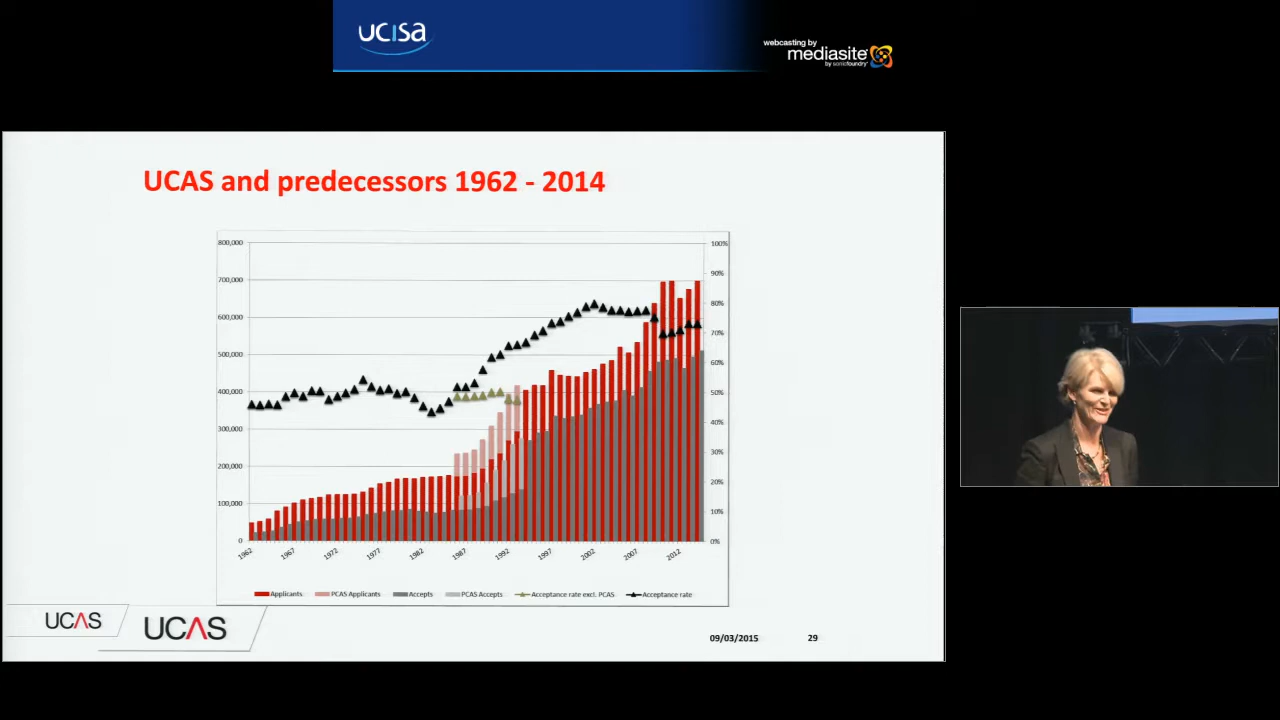 ucisa
webcasting by
mediasite
by sonicfoundry
UCAS and predecessors 1962 - 2014
800,000
700,000
600,000
500,000
400,000
300,000
200,000
100,000
0
100%
90%
80%
70%
60%
50%
40%
30%
20%
10%
0%
1962 1967 1972 1977 1982 1987 1992 1997 2002 2007 2012
Applicants PCAS Applicants Accepts PCAS Accepts Acceptance rate excl. PCAS Acceptance rate
UCAS
UCAS
09/03/2015 29